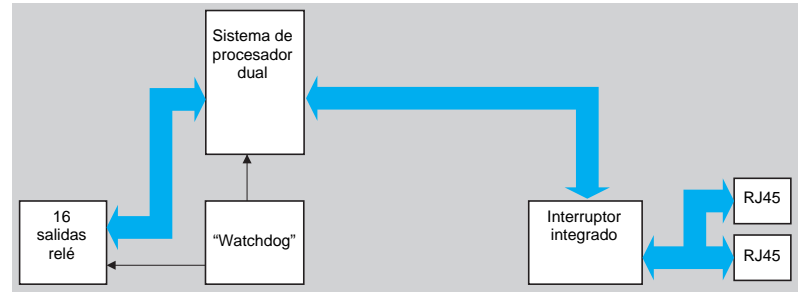 Sistema de
procesador
dual
16
salidas
relé
“Watchdog”
Interruptor
integrado
RJ45
RJ45